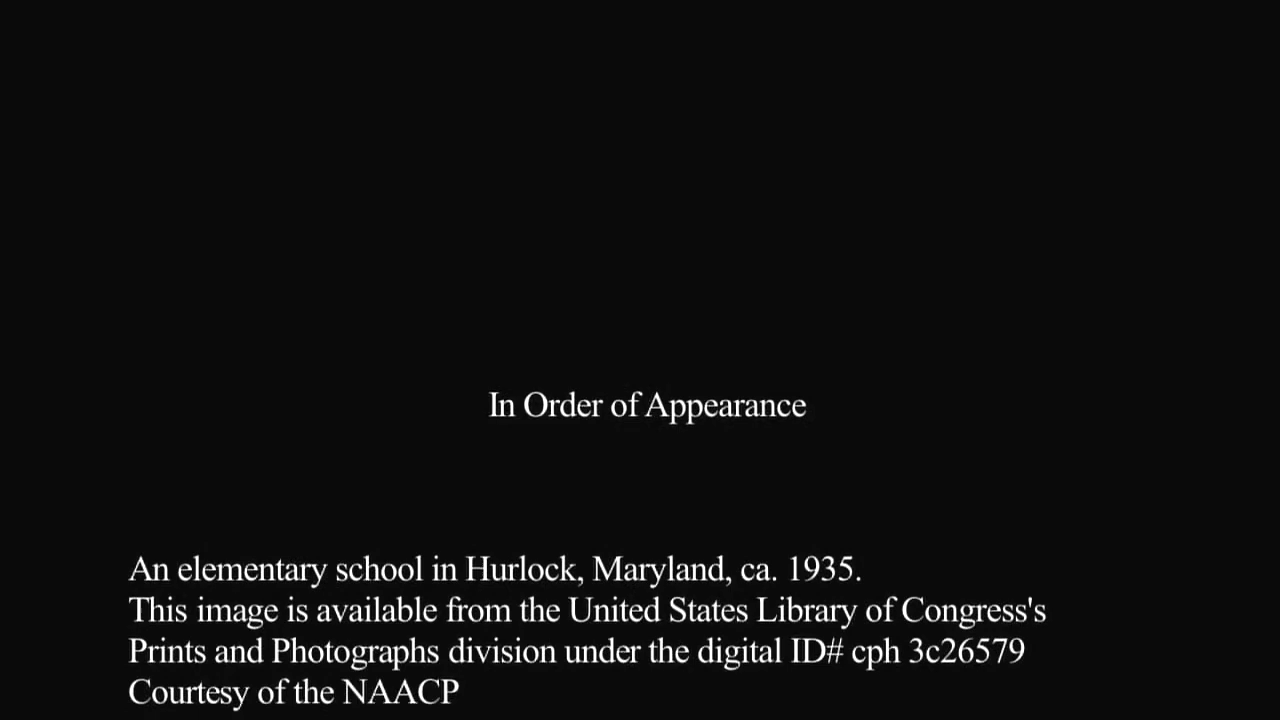 In Order of Appearance
An elementary school in Hurlock, Maryland, ca. 1935.
This image is available from the United States Library of Congress's
Prints and Photographs division under the digital ID# cph 3c26579
Courtesy of the NAACP